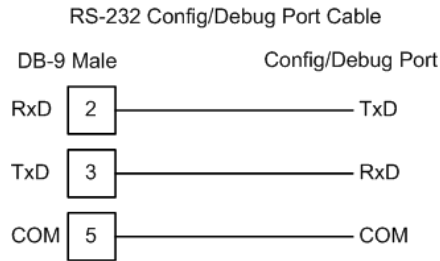 RS-232 Config/Debug Port Cable
DB-9 Male Config/Debug Port
RxD 2 TxD
TxD 3 RxD
COM 5 COM